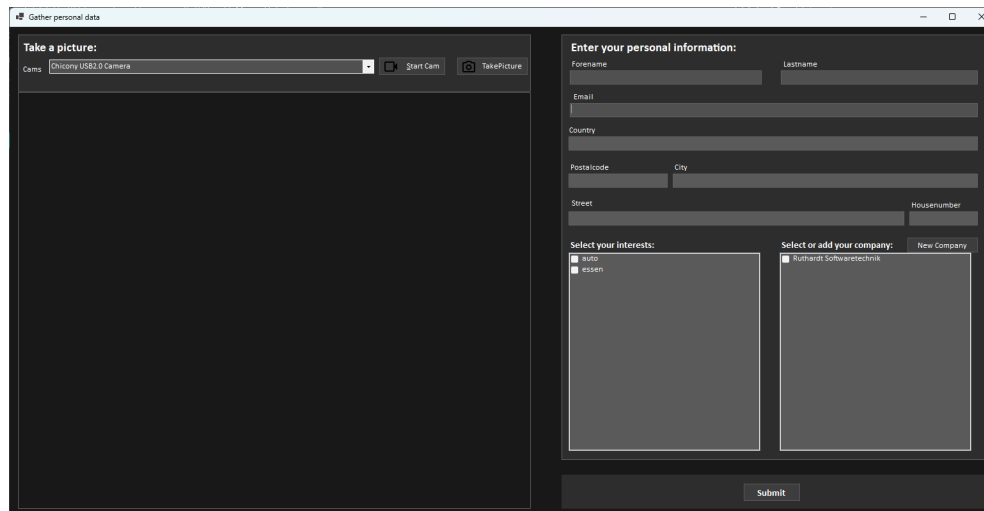 Gather personal data
Take a picture:
Cams Chicony USB2.0 Camera Start Cam TakePicture
Enter your personal information:
Forename Lastname
Email
Country
Postalcode City
Street Housenumber
Select your interests: Select or add your company: New Company
auto
essen
Ruthardt Softwaretechnik
Submit